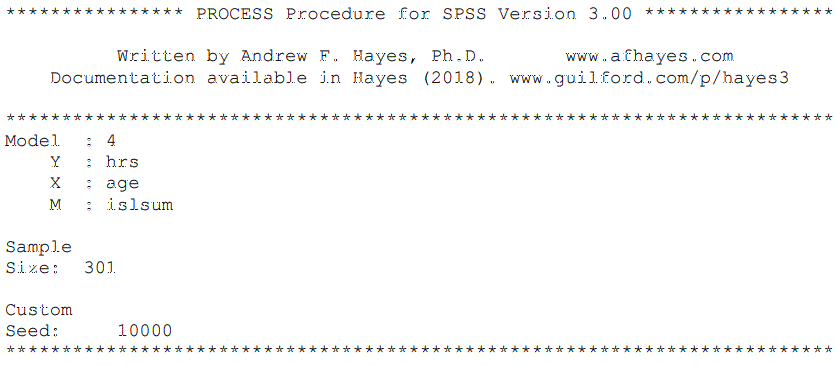 **************** PROCESS Procedure for SPSS Version 3.00 *****************
Written by Andrew F. Hayes, Ph.D. www.afhayes.com
Documentation available in Hayes (2018). www.guilford.com/p/hayes3
**************************************************************************
Model : 4
Y : hrs
X : age
M : islsum
Sample
Size: 301
Custom
Seed: 10000
**************************************************************************